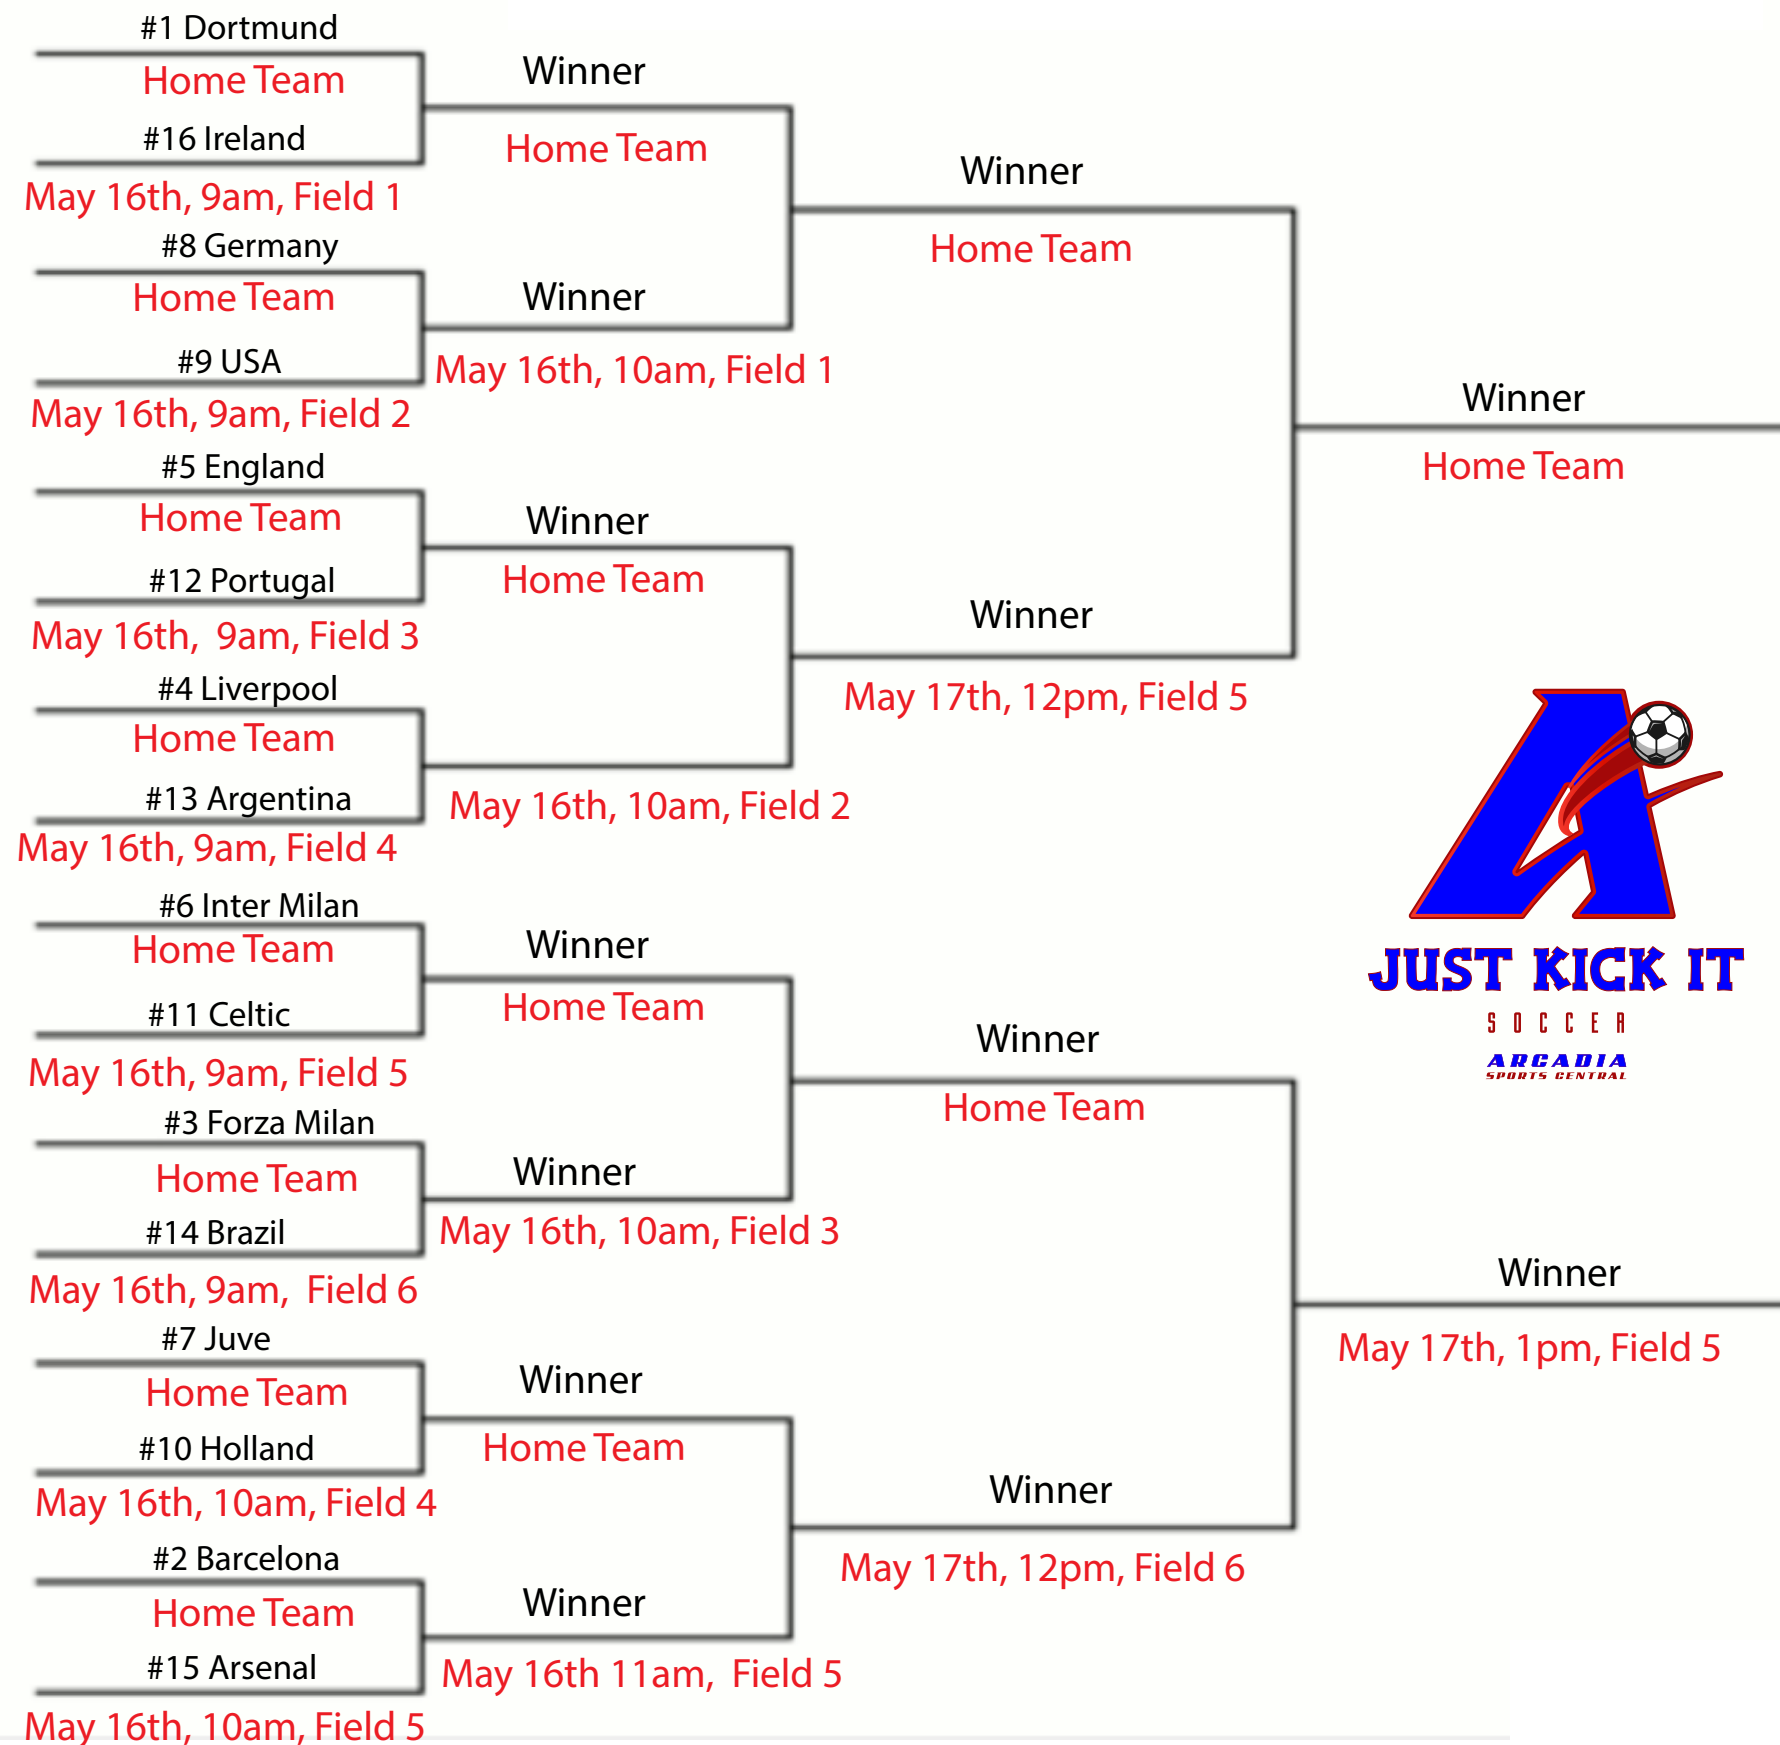 #1 Dortmund
Home Team
#16 Ireland
May 16th, 9am, Field 1
#8 Germany
Home Team
#9 USA
May 16th, 9am, Field 2
#5 England
Home Team
#12 Portugal
May 16th,  9am, Field 3
#4 Liverpool
Home Team
#13 Argentina
May 16th, 9am, Field 4
#6 Inter Milan
Home Team
#11 Celtic
May 16th, 9am, Field 5
#3 Forza Milan
Home Team
#14 Brazil
May 16th, 9am,  Field 6
#7 Juve
Home Team
#10 Holland
May 16th, 10am, Field 4
#2 Barcelona
Home Team
#15 Arsenal
May 16th, 10am, Field 5
Winner
Home Team
Winner
May 16th, 10am, Field 1
Winner
Home Team
May 16th, 10am, Field 2
Winner
Home Team
Winner
May 16th, 10am, Field 3
Winner
Home Team
Winner
May 16th 11am,  Field 5
Winner
Home Team
Winner
May 17th, 12pm, Field 5
Winner
Home Team
Winner
May 17th, 12pm, Field 6
Winner
Home Team
Winner
May 17th, 1pm, Field 5
JUST KICK IT
SOCCER
ARCADIA
SPORTS CENTRAL